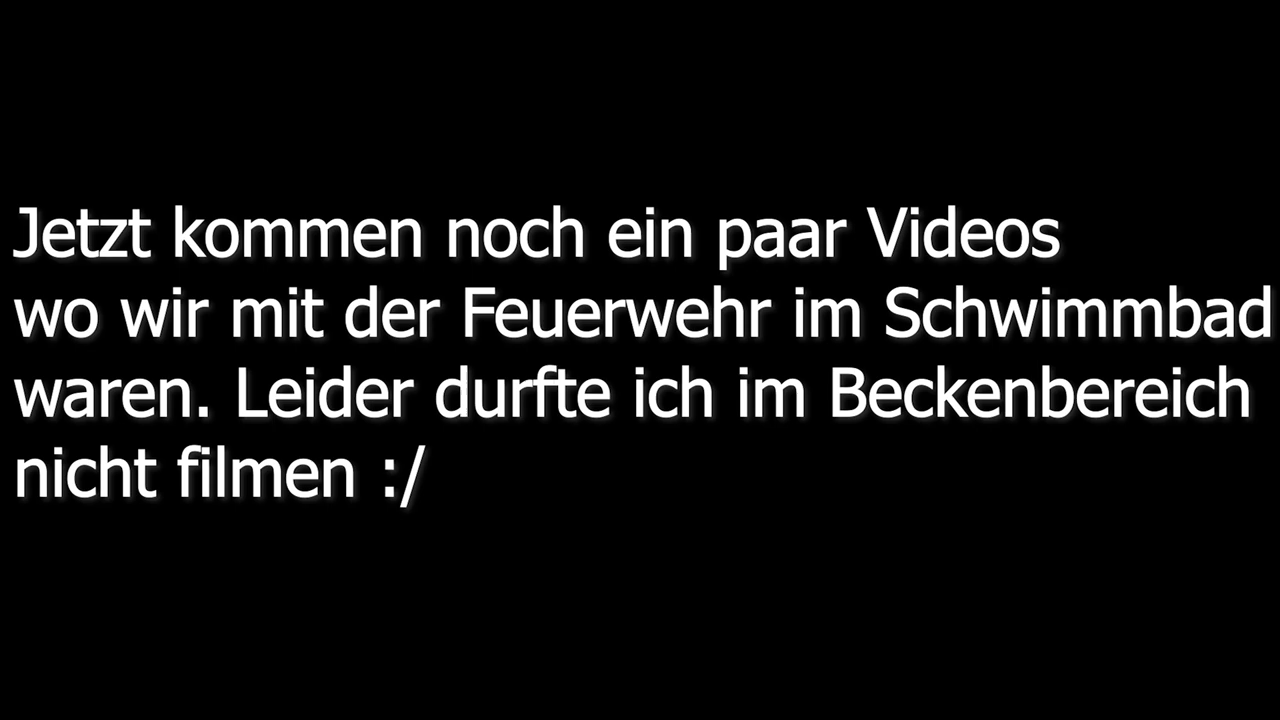 Jetzt kommen noch ein paar Videos
wo wir mit der Feuerwehr im Schwimmbad
waren. Leider durfte ich im Beckenbereich
nicht filmen :/